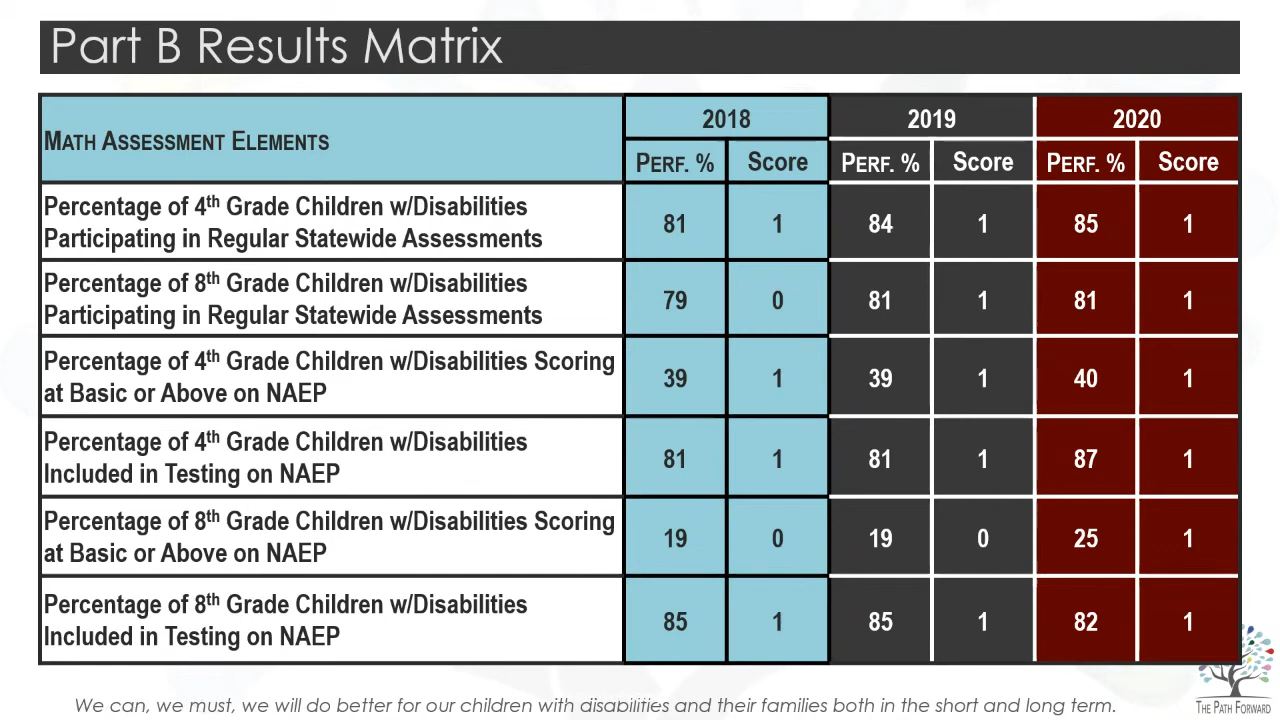 Part B Results Matrix
MATH ASSESSMENT ELEMENTS
2018
2019
2020
PERF. %
Score
PERF. %
Score
PERF. %
Score
Percentage of 4th Grade Children w/Disabilities
Participating in Regular Statewide Assessments
81
1
84
1
85
1
Percentage of 8th Grade Children w/Disabilities
Participating in Regular Statewide Assessments
79
0
81
1
81
1
Percentage of 4th Grade Children w/Disabilities Scoring
at Basic or Above on NAEP
39
1
39
1
40
1
Percentage of 4th Grade Children w/Disabilities
Included in Testing on NAEP
81
1
81
1
87
1
Percentage of 8th Grade Children w/Disabilities Scoring
at Basic or Above on NAEP
19
0
19
0
25
1
Percentage of 8th Grade Children w/Disabilities
Included in Testing on NAEP
85
1
85
1
82
1
We can, we must, we will do better for our children with disabilities and their families both in the short and long term.
THE PATH FORWARD